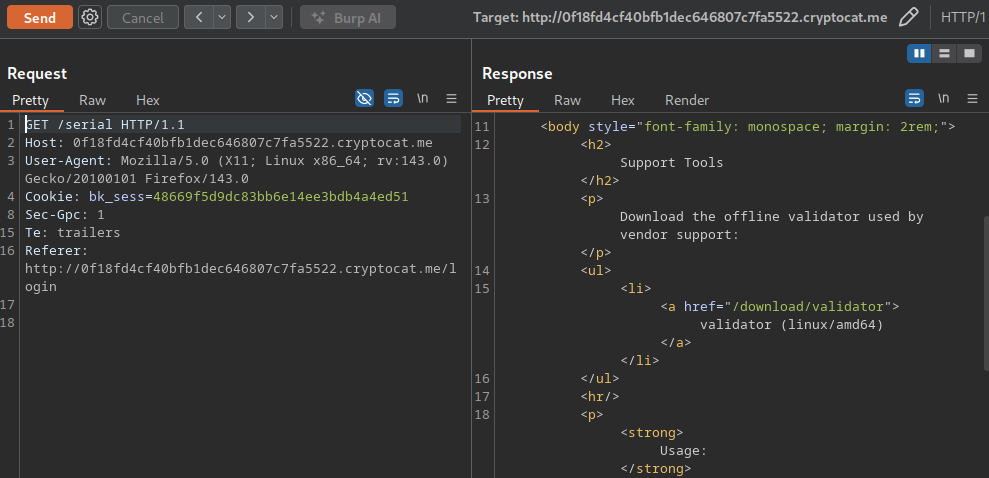 Send Cancel < > Burp AI Target: http://0f18fd4cf40bfb1dec646807c7fa5522.cryptocat.me HTTP/1
Request
Pretty Raw Hex \n
1 GET /serial HTTP/1.1
2 Host: 0f18fd4cf40bfb1dec646807c7fa5522.cryptocat.me
3 User-Agent: Mozilla/5.0 (X11; Linux x86_64; rv:143.0)
Gecko/20100101 Firefox/143.0
4 Cookie: bk_sess=48669f5d9dc83bb6e14ee3bdb4a4ed51
8 Sec-Gpc: 1
15 Te: trailers
16 Referer:
http://0f18fd4cf40bfb1dec646807c7fa5522.cryptocat.me/l
ogin
17
18
Response
Pretty Raw Hex Render \n
11 <body style="font-family: monospace; margin: 2rem;">
12 <h2>
Support Tools
</h2>
13 <p>
Download the offline validator used by
vendor support:
</p>
14 <ul>
15 <li>
<a href="/download/validator">
validator (linux/amd64)
</a>
</li>
16 </ul>
17 <hr/>
18 <p>
<strong>
Usage:
</strong>